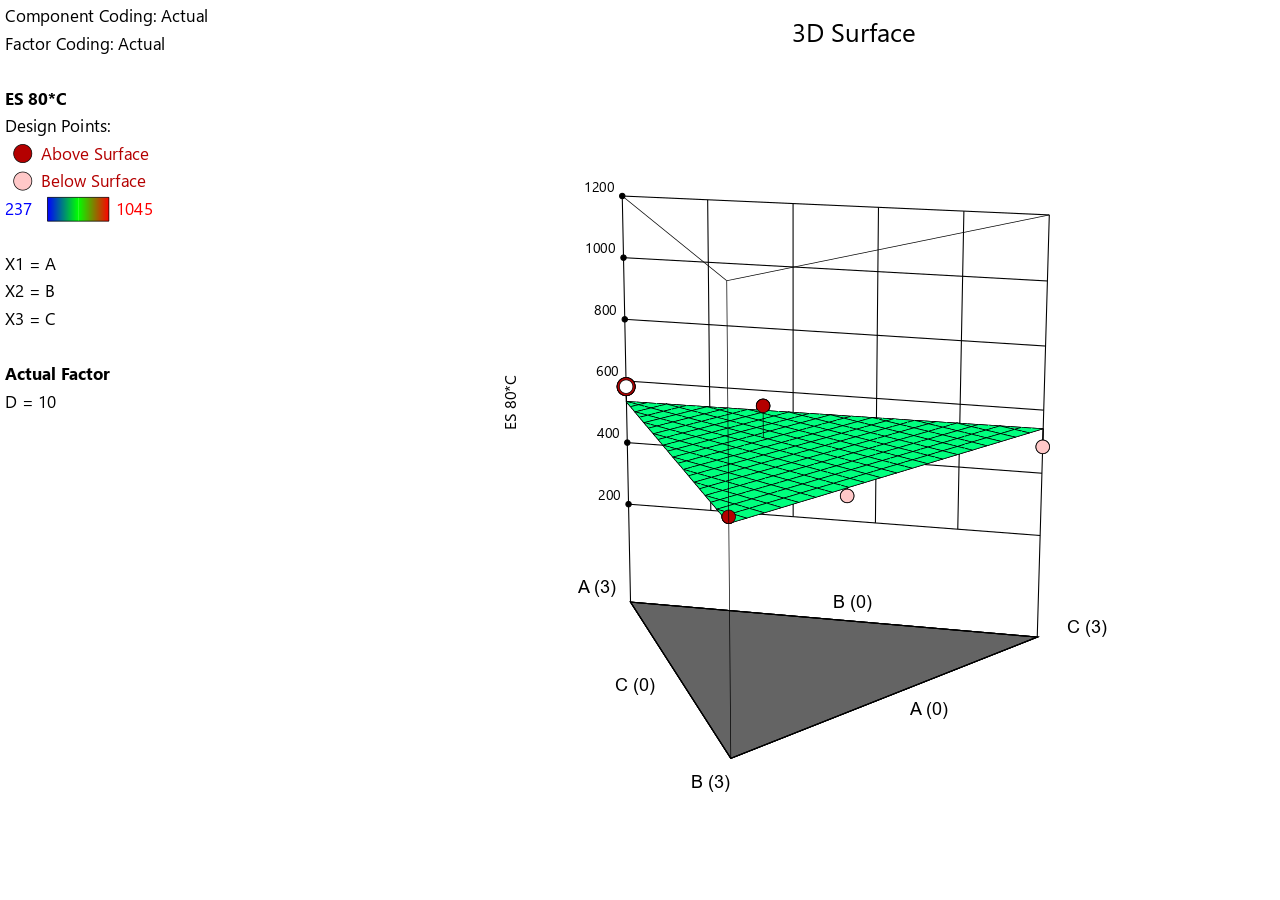 Component Coding: Actual
Factor Coding: Actual
ES 80*C
Design Points:
Above Surface
Below Surface
237 1045
X1 = A
X2 = B
X3 = C
Actual Factor
D = 10
3D Surface
1200
1000
800
600
400
200
ES 80*C
A (3)
B (0)
C (3)
C (0)
A (0)
B (3)